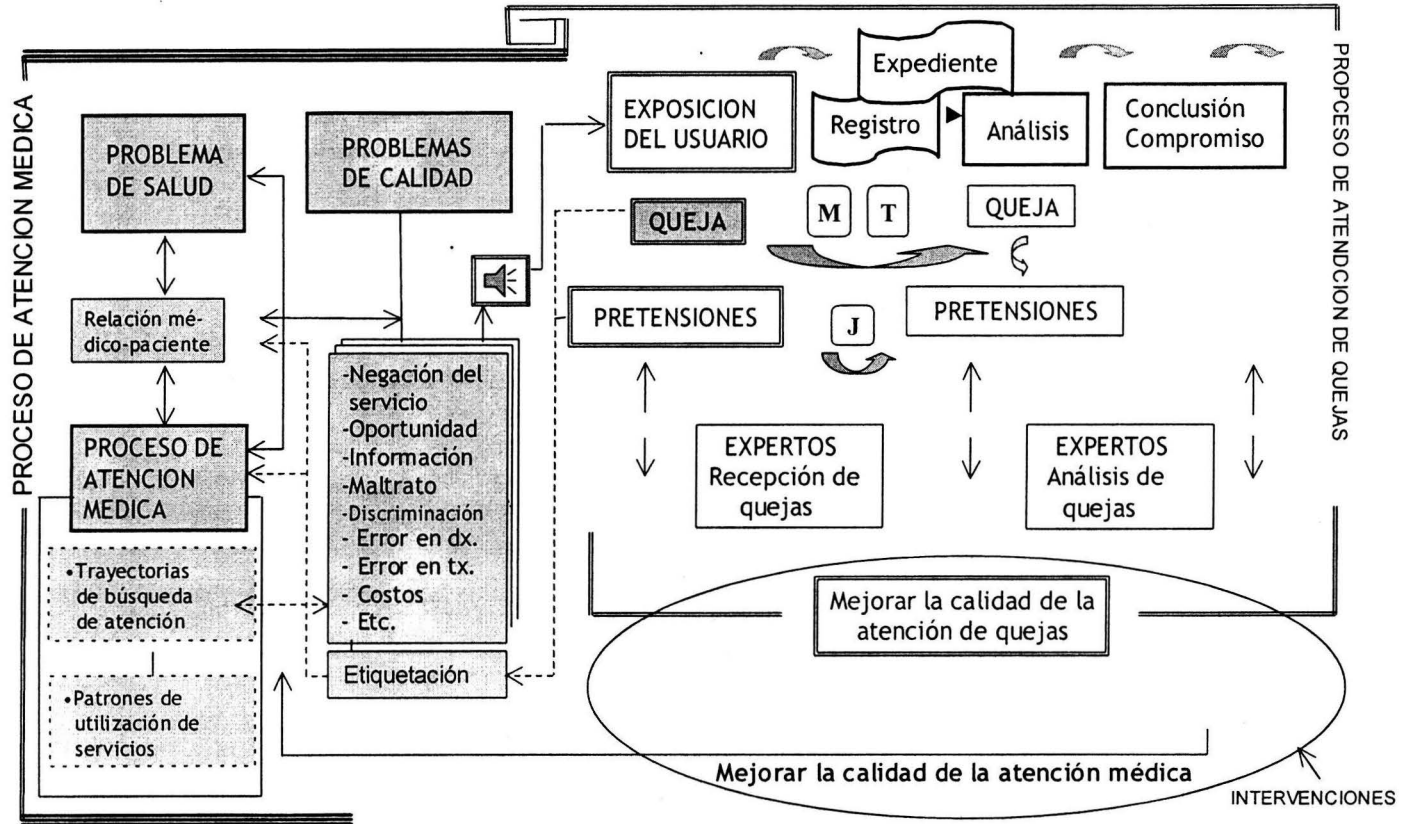 PROCESO DE ATENCION MEDICA
PROBLEMA
DE SALUD
Relación mé-
dico-paciente
PROCESO DE
ATENCION
MEDICA
•Trayectorias
de búsqueda
de atención
•Patrones de
utilización de
servicios
PROBLEMAS
DE CALIDAD
-Negación del
servicio
-Oportunidad
-Información
-Maltrato
-Discriminación
- Error en dx.
- Error en tx.
- Costos
- Etc.
Etiquetación
EXPOSICION
DEL USUARIO
Expediente
Registro
Análisis
Conclusión
Compromiso
QUEJA
M
T
QUEJA
PRETENSIONES
J
PRETENSIONES
EXPERTOS
Recepción de
quejas
EXPERTOS
Análisis de
quejas
PROPCESO DE ATENDCION DE QUEJAS
Mejorar la calidad de la
atención de quejas
Mejorar la calidad de la atención médica
INTERVENCIONES